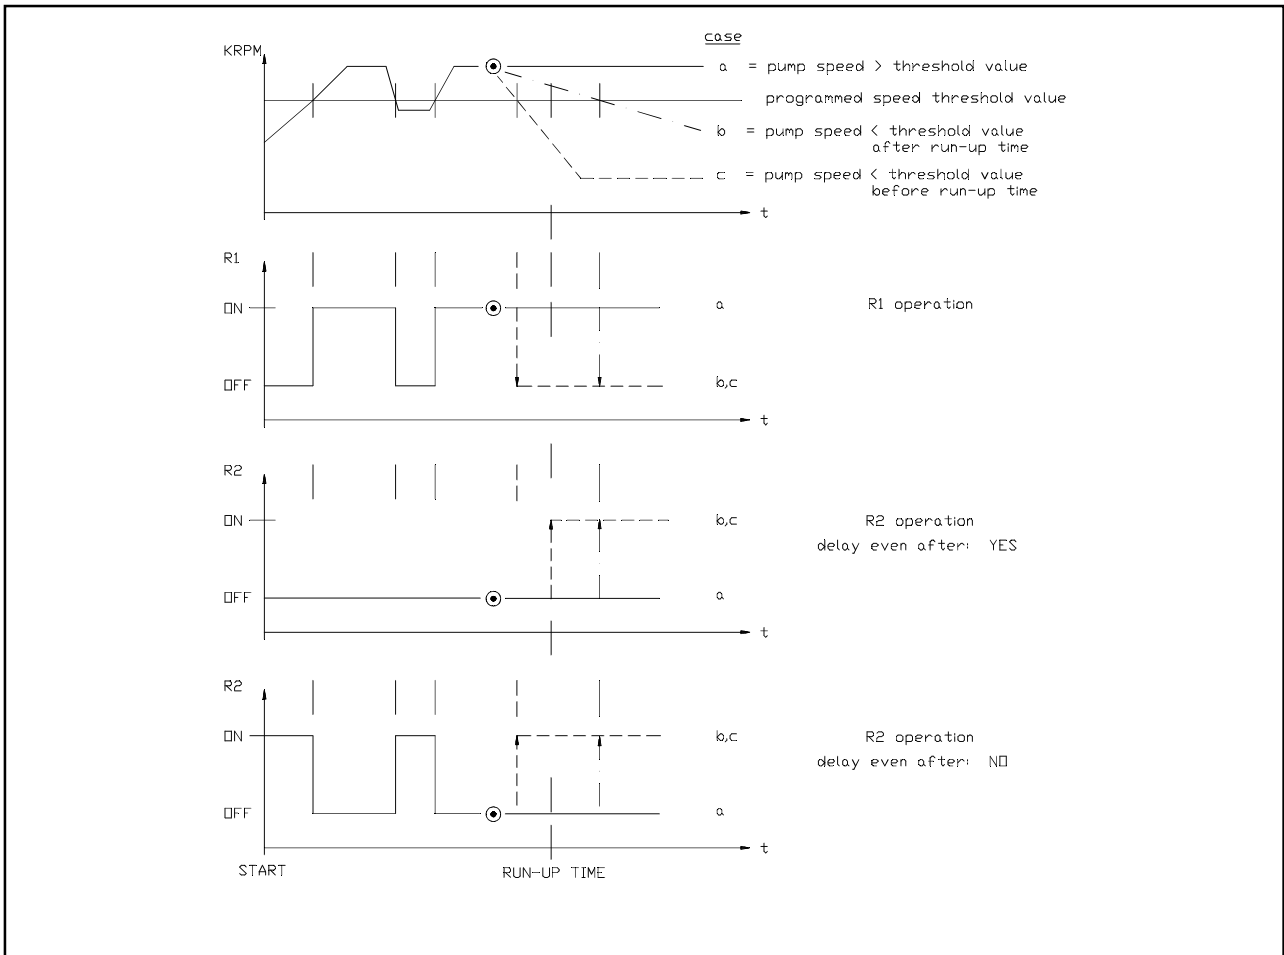 case
KRPM
a = pump speed > threshold value
programmed speed threshold value
b = pump speed < threshold value
after run-up time
c = pump speed < threshold value
before run-up time
t
R1
ON
a
R1 operation
OFF
b,c
t
R2
ON
b,c
R2 operation
delay even after: YES
OFF
a
t
R2
ON
b,c
R2 operation
delay even after: NO
OFF
a
t
START
RUN-UP TIME